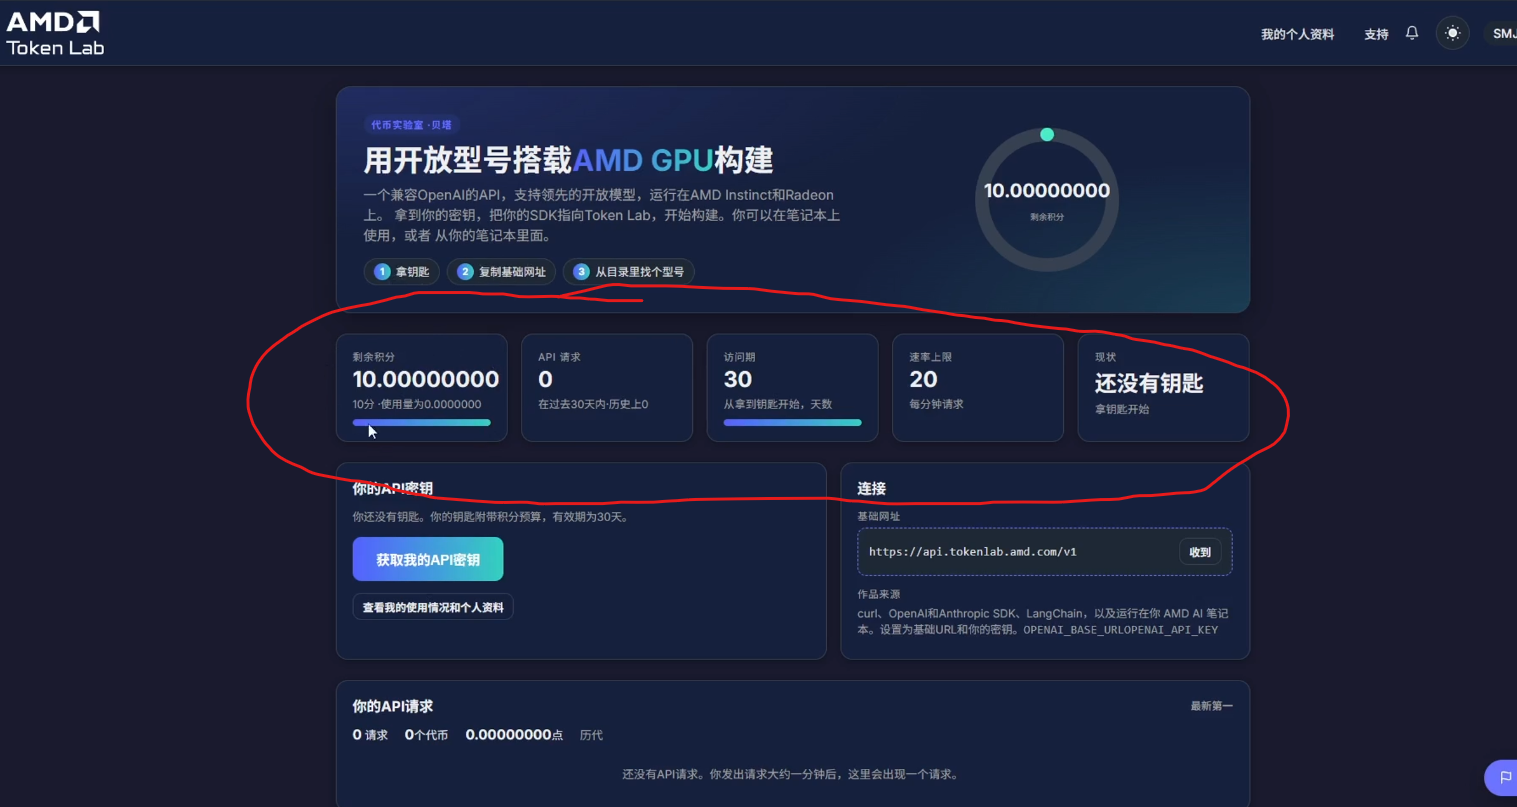 AMD
Token Lab
我的个人资料
支持
SMJ
代币实验室 ·贝塔
用开放型号搭载AMD GPU构建
一个兼容OpenAI的API，支持领先的开放模型，运行在AMD Instinct和Radeon
上。 拿到你的密钥，把你的SDK指向Token Lab，开始构建。你可以在笔记本上
使用，或者 从你的笔记本里面。
1 拿钥匙
2 复制基础网址
3 从目录里找个型号
10.00000000
剩余积分
剩余积分
10.00000000
10分 ·使用量为0.0000000
API 请求
0
在过去30天内·历史上0
访问期
30
从拿到钥匙开始，天数
速率上限
20
每分钟请求
现状
还没有钥匙
拿钥匙开始
你的API密钥
你还没有钥匙。你的钥匙附带积分预算，有效期为30天。
获取我的API密钥
查看我的使用情况和个人资料
连接
基础网址
https://api.tokenlab.amd.com/v1
收到
作品来源
curl、OpenAI和Anthropic SDK、LangChain，以及运行在你 AMD AI 笔记
本。设置为基础URL和你的密钥。OPENAI_BASE_URLOPENAI_API_KEY
你的API请求
最新第一
0 请求 0个代币 0.00000000点 历代
还没有API请求。你发出请求大约一分钟后，这里会出现一个请求。